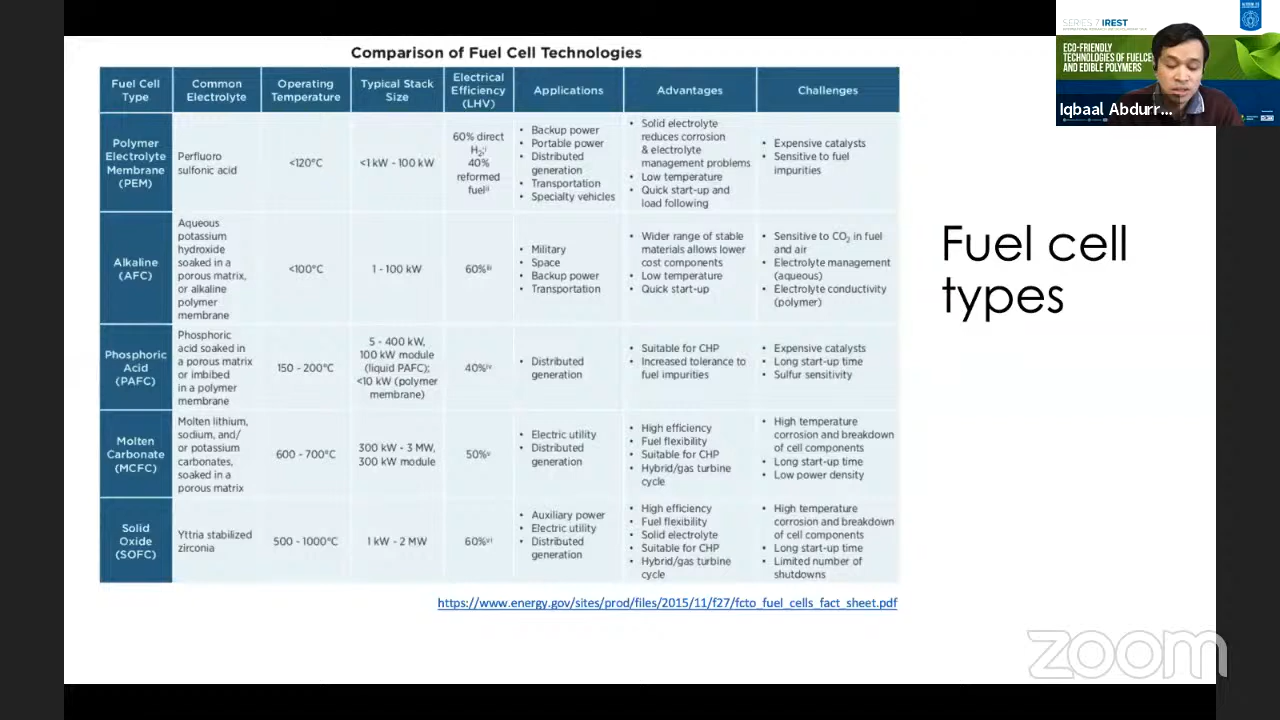 Comparison of Fuel Cell Technologies
Fuel Cell
Type
Common
Electrolyte
Operating
Temperature
Typical Stack
Size
Electrical
Efficiency
(LHV)
Applications
Advantages
Challenges
Polymer
Electrolyte
Membrane
(PEM)
Perfluoro
sulfonic acid
<120°C
<1 kW - 100 kW
60% direct
H₂;ⁱ
40%
reformed
fuelⁱⁱ
• Backup power
• Portable power
• Distributed
generation
• Transportation
• Specialty vehicles
• Solid electrolyte
reduces corrosion
& electrolyte
management problems
• Low temperature
• Quick start-up and
load following
• Expensive catalysts
• Sensitive to fuel
impurities
Alkaline
(AFC)
Aqueous
potassium
hydroxide
soaked in a
porous matrix,
or alkaline
polymer
membrane
<100°C
1 - 100 kW
60%ⁱⁱⁱ
• Military
• Space
• Backup power
• Transportation
• Wider range of stable
materials allows lower
cost components
• Low temperature
• Quick start-up
• Sensitive to CO₂ in fuel
and air
• Electrolyte management
(aqueous)
• Electrolyte conductivity
(polymer)
Phosphoric
Acid
(PAFC)
Phosphoric
acid soaked in
a porous matrix
or imbibed
in a polymer
membrane
150 - 200°C
5 - 400 kW,
100 kW module
(liquid PAFC);
<10 kW (polymer
membrane)
40%ⁱᵛ
• Distributed
generation
• Suitable for CHP
• Increased tolerance to
fuel impurities
• Expensive catalysts
• Long start-up time
• Sulfur sensitivity
Molten
Carbonate
(MCFC)
Molten lithium,
sodium, and/
or potassium
carbonates,
soaked in a
porous matrix
600 - 700°C
300 kW - 3 MW,
300 kW module
50%ᵛ
• Electric utility
• Distributed
generation
• High efficiency
• Fuel flexibility
• Suitable for CHP
• Hybrid/gas turbine
cycle
• High temperature
corrosion and breakdown
of cell components
• Long start-up time
• Low power density
Solid
Oxide
(SOFC)
Yttria stabilized
zirconia
500 - 1000°C
1 kW - 2 MW
60%ᵛⁱ
• Auxiliary power
• Electric utility
• Distributed
generation
• High efficiency
• Fuel flexibility
• Solid electrolyte
• Suitable for CHP
• Hybrid/gas turbine
cycle
• High temperature
corrosion and breakdown
of cell components
• Long start-up time
• Limited number of
shutdowns
https://www.energy.gov/sites/prod/files/2015/11/f27/fcto_fuel_cells_fact_sheet.pdf
Fuel cell
types
SERIES 7 IREST
ECO-FRIENDLY
TECHNOLOGIES OF FUELCE
AND EDIBLE POLYMERS
Iqbaal Abdurr...
zoom